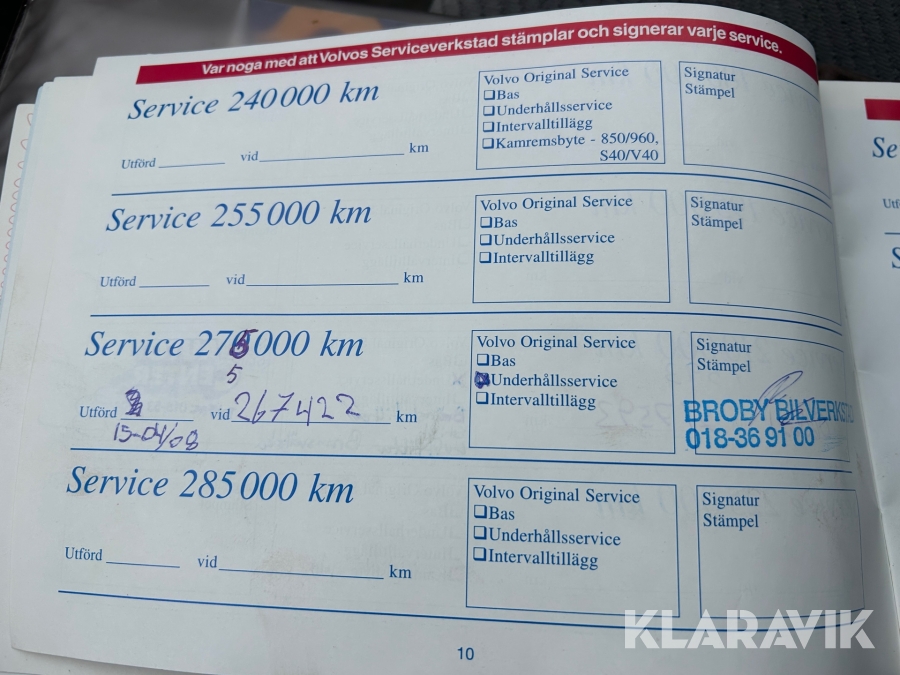 Var noga med att Volvos Serviceverkstad stämplar och signerar varje service.
Service 240 000 km
Utförd vid km
Volvo Original Service
Bas
Underhållsservice
Intervalltillägg
Kamremsbyte - 850/960,
S40/V40
Signatur
Stämpel
Service 255 000 km
Utförd vid km
Volvo Original Service
Bas
Underhållsservice
Intervalltillägg
Signatur
Stämpel
Service 275000 km
5
Utförd vid 267422 km
15-04/08
Volvo Original Service
Bas
Underhållsservice
Intervalltillägg
Signatur
Stämpel
BROBY BILVERKST
018-36 91 00
Service 285 000 km
Utförd vid km
Volvo Original Service
Bas
Underhållsservice
Intervalltillägg
Signatur
Stämpel
10
Se
Utf
S
KLARAVIK